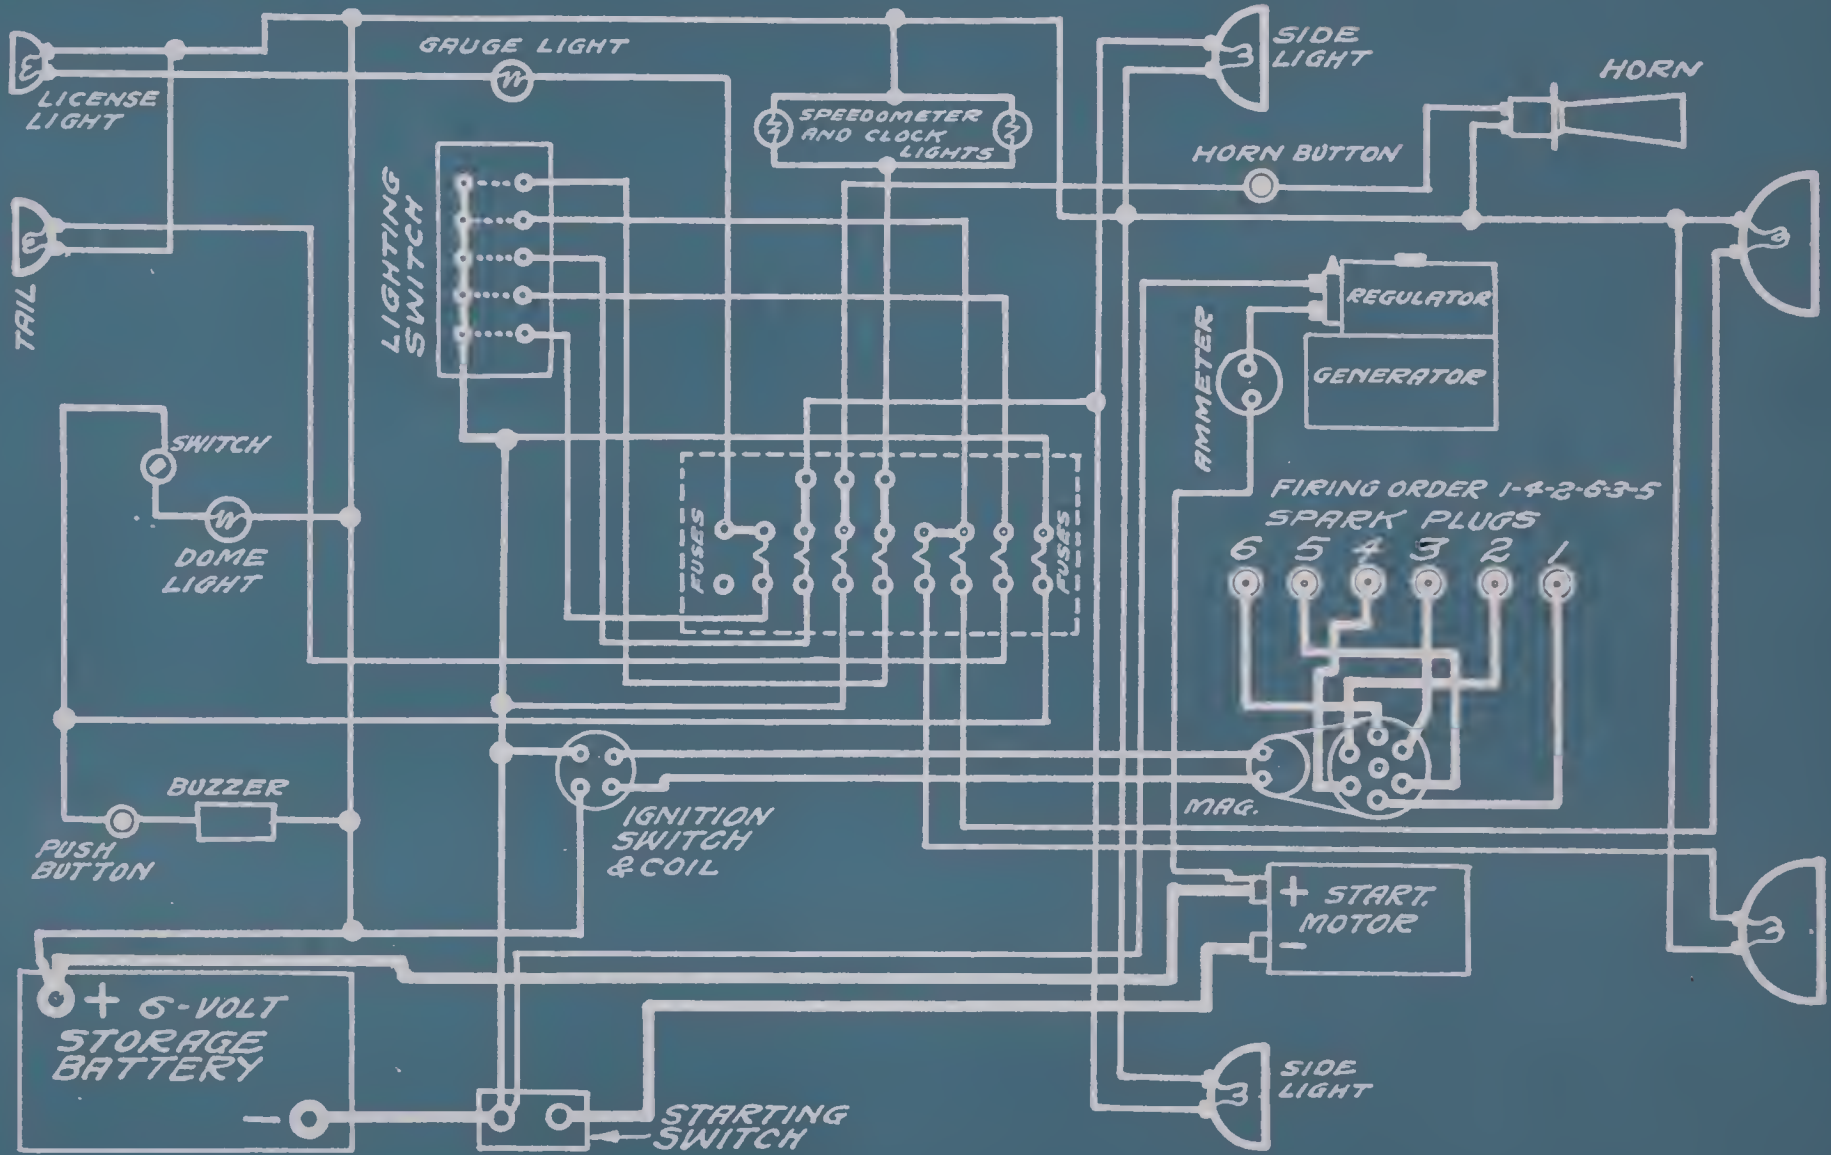 GAUGE LIGHT
SIDE
LIGHT
HORN
LICENSE
LIGHT
SPEEDOMETER
AND CLOCK
LIGHTS
HORN BUTTON
LIGHTING
SWITCH
TAIL
REGULATOR
GENERATOR
AMMETER
SWITCH
DOME
LIGHT
FUSES
FUSES
FIRING ORDER 1-4-2-6-3-5
SPARK PLUGS
6 5 4 3 2 1
BUZZER
PUSH
BUTTON
IGNITION
SWITCH
& COIL
MAG.
+ START.
MOTOR
-
+ 6-VOLT
STORAGE
BATTERY
-
STARTING
SWITCH
SIDE
LIGHT